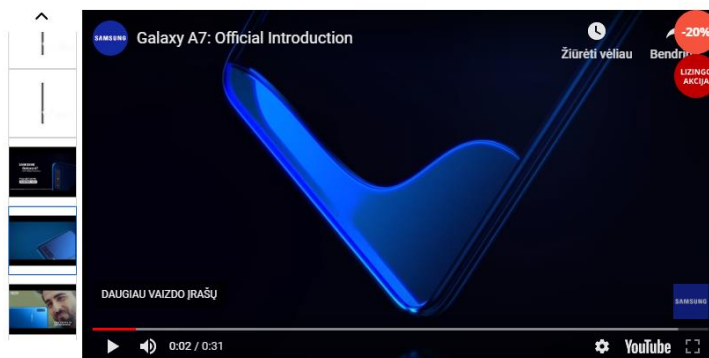 SAMSUNG
Galaxy A7: Official Introduction
Žiūrėti vėliau
-20%
LIZINGO
AKCIJA
DAUGIAU VAIZDO ĮRAŠŲ
SAMSUNG
0:02 / 0:31
YouTube